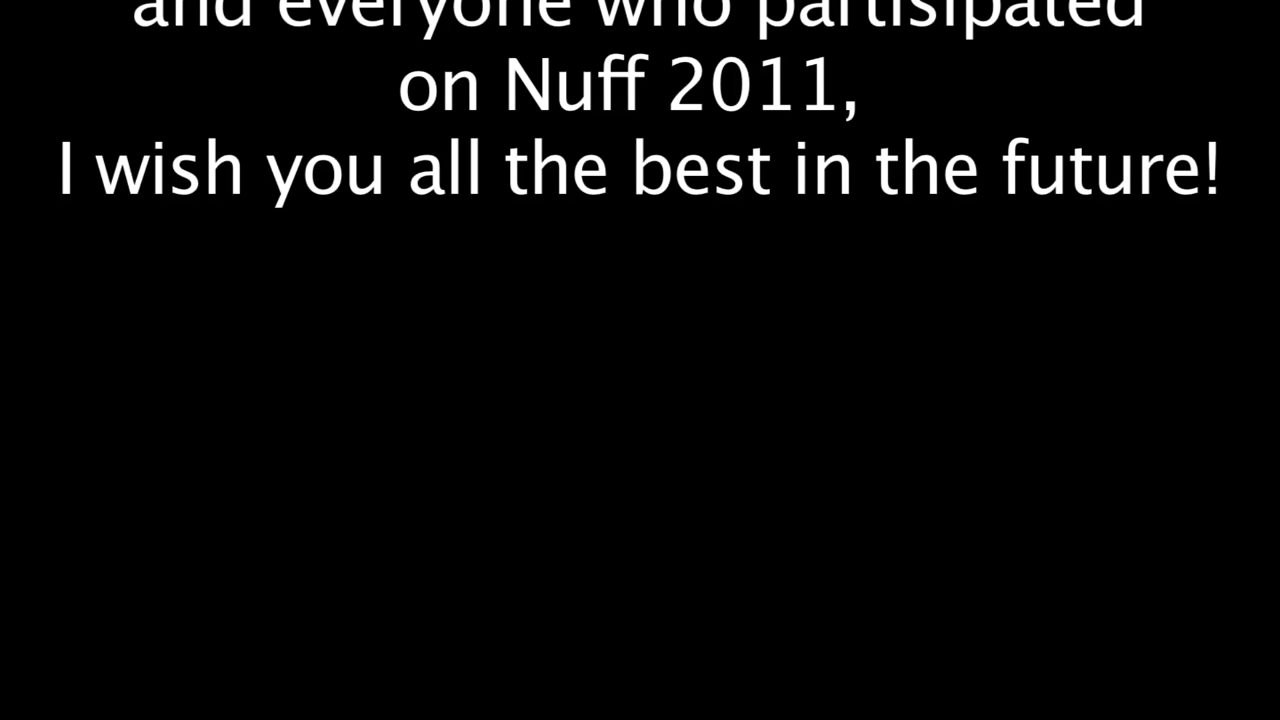 and everyone who partisipated
on Nuff 2011,
I wish you all the best in the future!